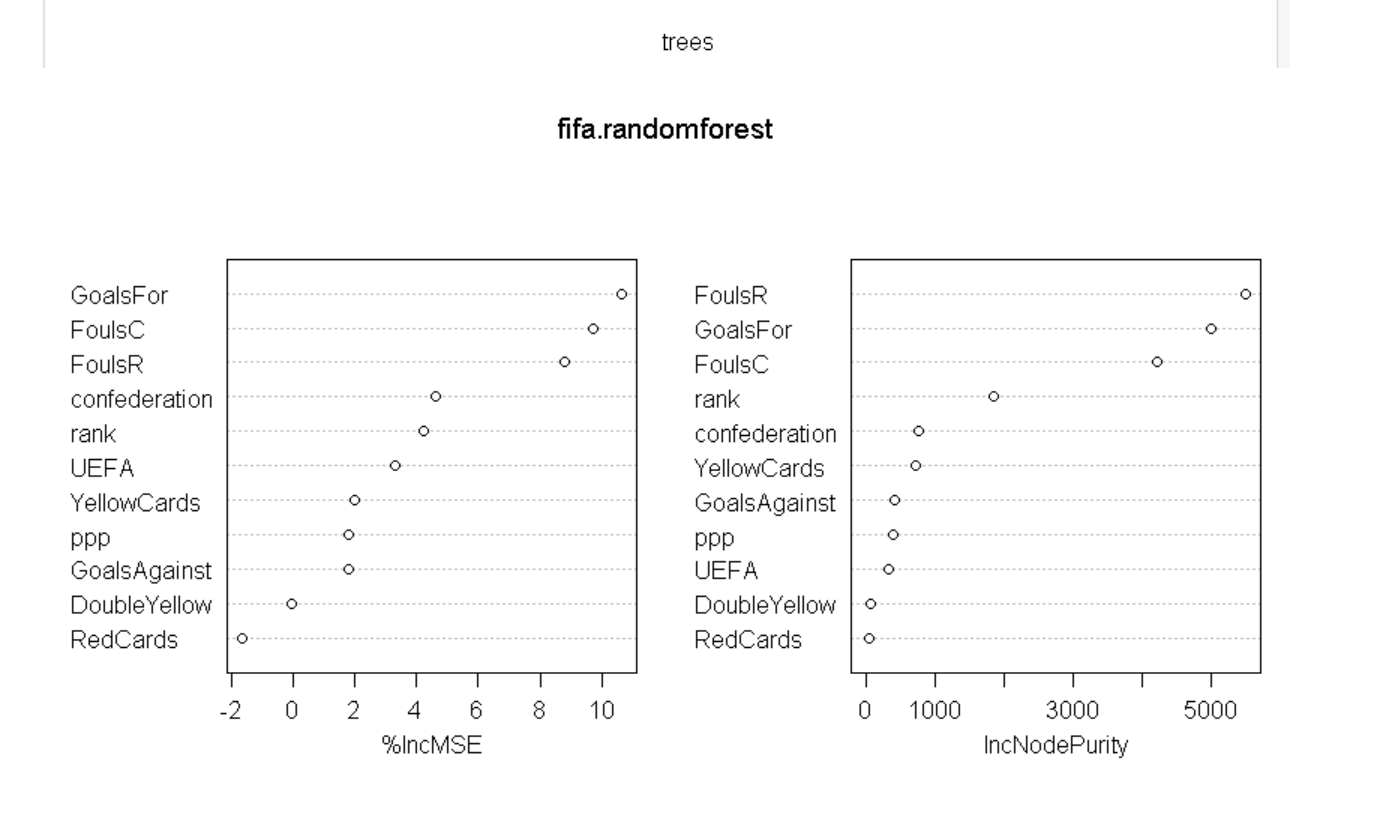 trees
fifa.randomforest
GoalsFor
FoulsC
FoulsR
confederation
rank
UEFA
YellowCards
ppp
GoalsAgainst
DoubleYellow
RedCards
-2 0 2 4 6 8 10
%IncMSE
FoulsR
GoalsFor
FoulsC
rank
confederation
YellowCards
GoalsAgainst
ppp
UEFA
DoubleYellow
RedCards
0 1000 3000 5000
IncNodePurity